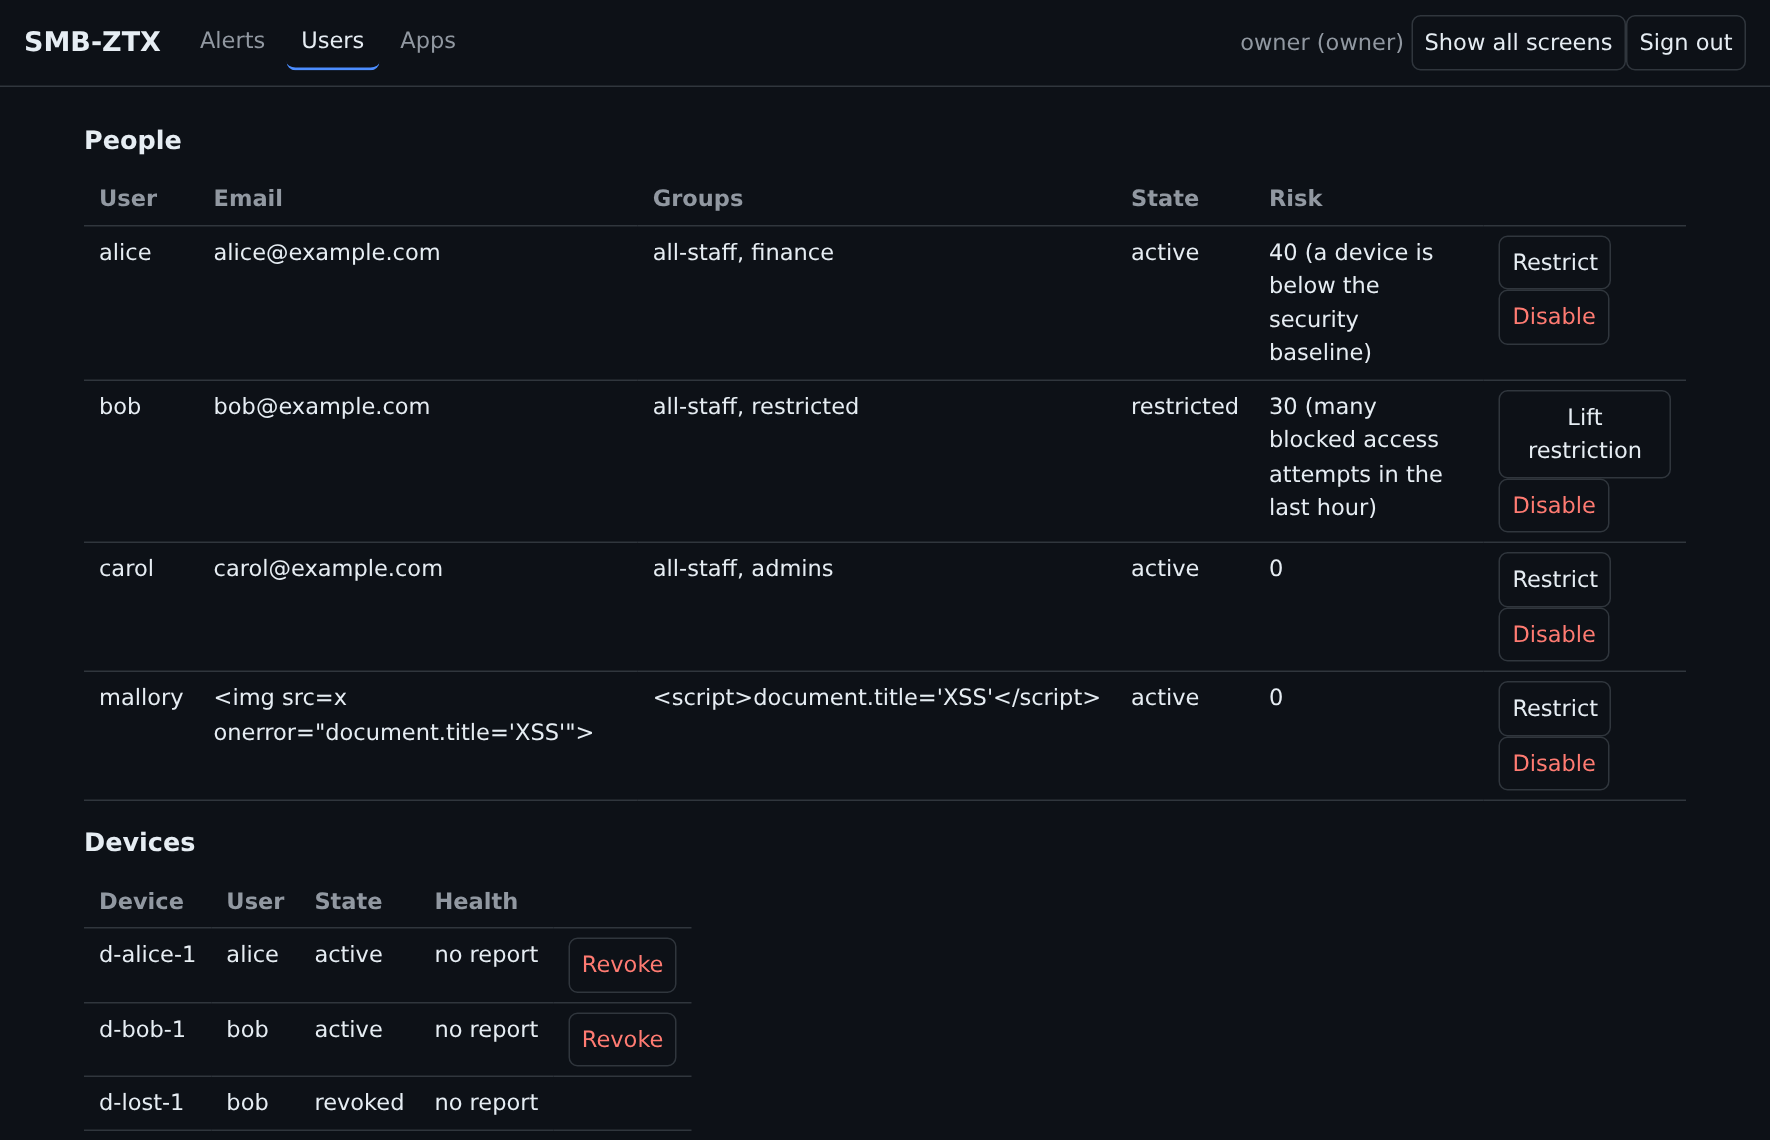 SMB-ZTX Alerts Users Apps owner (owner) Show all screens Sign out
People
User Email Groups State Risk
alice alice@example.com all-staff, finance active 40 (a device is
below the
security
baseline)
Restrict
Disable
bob bob@example.com all-staff, restricted restricted 30 (many
blocked access
attempts in the
last hour)
Lift
restriction
Disable
carol carol@example.com all-staff, admins active 0
Restrict
Disable
mallory <img src=x
onerror="document.title='XSS'">
<script>document.title='XSS'</script> active 0
Restrict
Disable
Devices
Device User State Health
d-alice-1 alice active no report Revoke
d-bob-1 bob active no report Revoke
d-lost-1 bob revoked no report